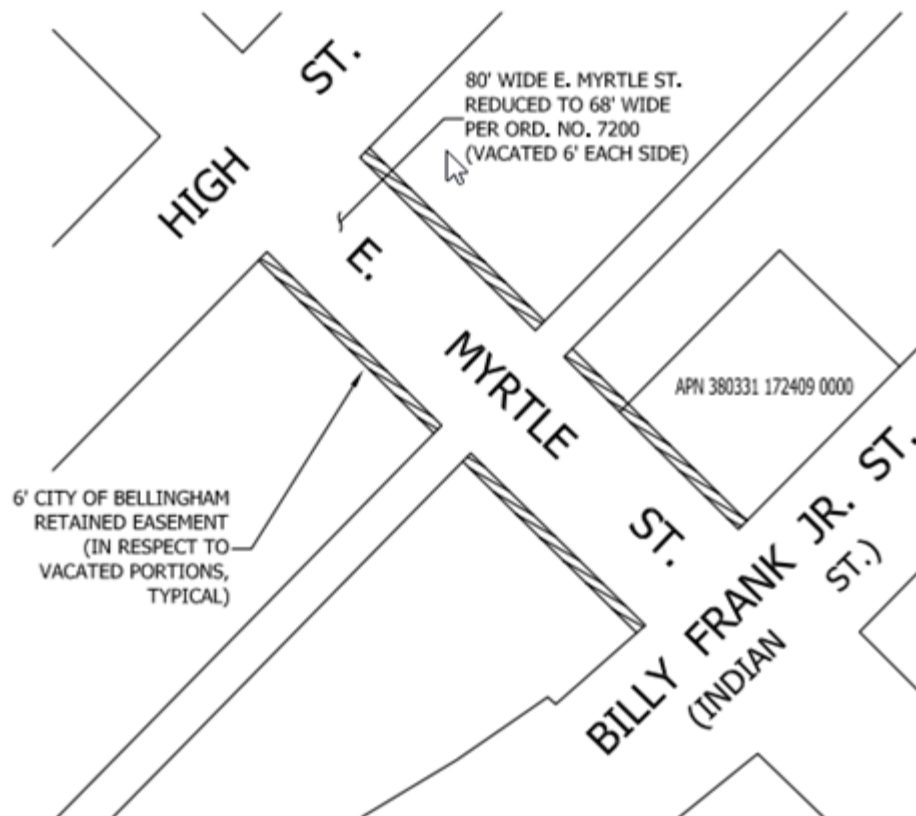 HIGH ST.
80' WIDE E. MYRTLE ST.
REDUCED TO 68' WIDE
PER ORD. NO. 7200
(VACATED 6' EACH SIDE)
E. MYRTLE ST.
APN 380331 172409 0000
6' CITY OF BELLINGHAM
RETAINED EASEMENT
(IN RESPECT TO
VACATED PORTIONS,
TYPICAL)
BILLY FRANK JR. ST.
(INDIAN ST.)